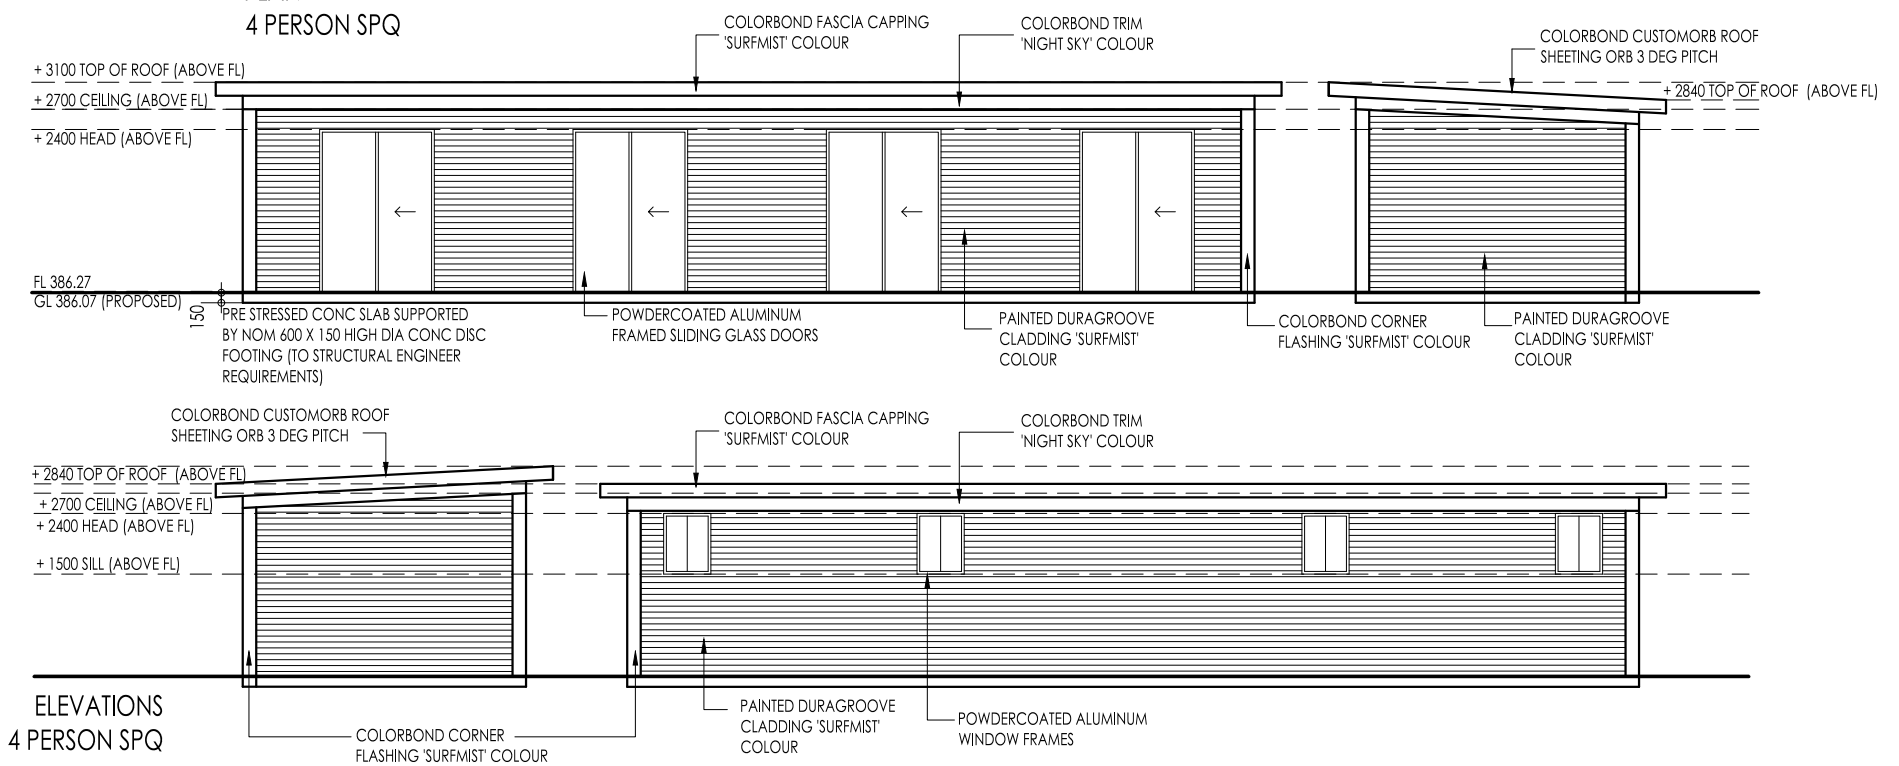 4 PERSON SPQ
COLORBOND FASCIA CAPPING
'SURFMIST' COLOUR
COLORBOND TRIM
'NIGHT SKY' COLOUR
COLORBOND CUSTOMORB ROOF
SHEETING ORB 3 DEG PITCH
+ 3100 TOP OF ROOF (ABOVE FL)
+ 2700 CEILING (ABOVE FL)
+ 2400 HEAD (ABOVE FL)
+ 2840 TOP OF ROOF (ABOVE FL)
FL 386.27
GL 386.07 (PROPOSED)
150
PRE STRESSED CONC SLAB SUPPORTED
BY NOM 600 X 150 HIGH DIA CONC DISC
FOOTING (TO STRUCTURAL ENGINEER
REQUIREMENTS)
POWDERCOATED ALUMINUM
FRAMED SLIDING GLASS DOORS
PAINTED DURAGROOVE
CLADDING 'SURFMIST'
COLOUR
COLORBOND CORNER
FLASHING 'SURFMIST' COLOUR
PAINTED DURAGROOVE
CLADDING 'SURFMIST'
COLOUR
COLORBOND CUSTOMORB ROOF
SHEETING ORB 3 DEG PITCH
COLORBOND FASCIA CAPPING
'SURFMIST' COLOUR
COLORBOND TRIM
'NIGHT SKY' COLOUR
+ 2840 TOP OF ROOF (ABOVE FL)
+ 2700 CEILING (ABOVE FL)
+ 2400 HEAD (ABOVE FL)
+ 1500 SILL (ABOVE FL)
ELEVATIONS
4 PERSON SPQ
COLORBOND CORNER
FLASHING 'SURFMIST' COLOUR
PAINTED DURAGROOVE
CLADDING 'SURFMIST'
COLOUR
POWDERCOATED ALUMINUM
WINDOW FRAMES